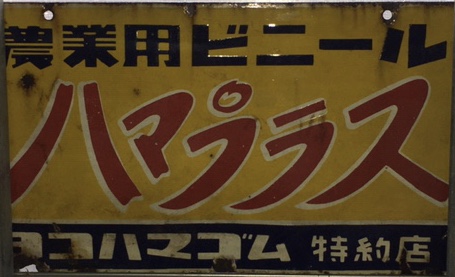 農業用ビニール
ハマプラス
ヨコハマゴム 特約店